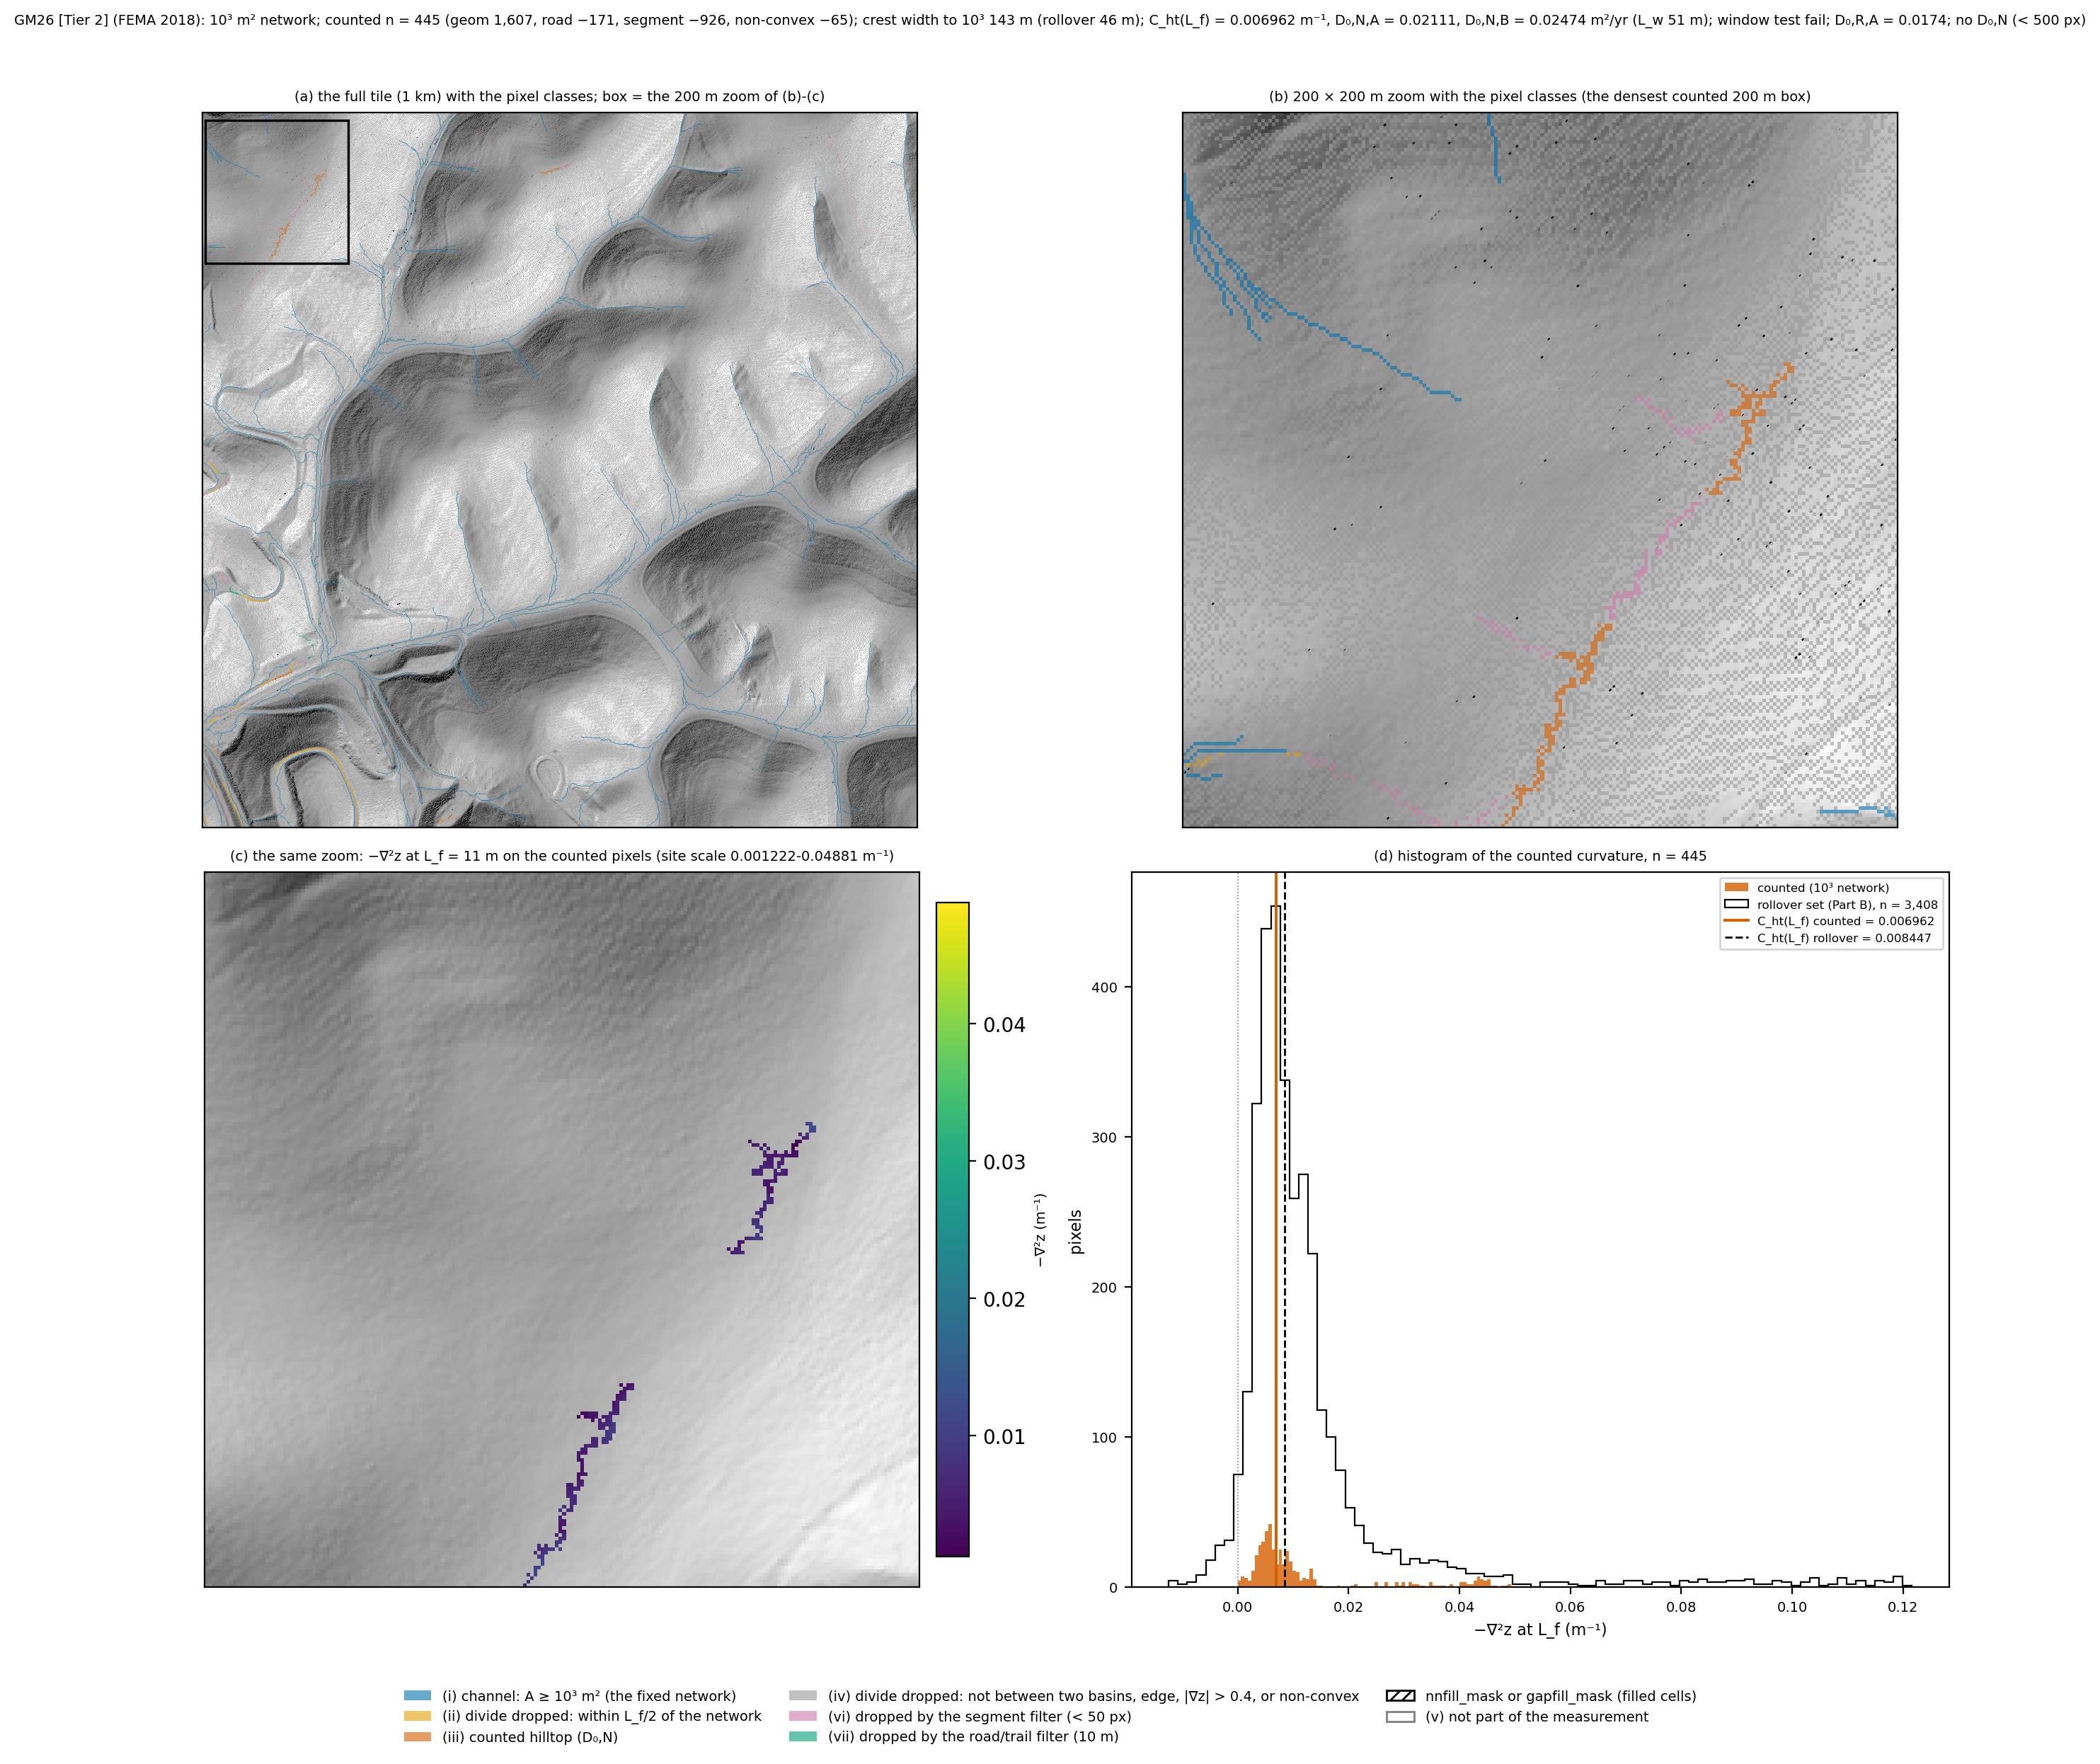 GM26 [Tier 2] (FEMA 2018): 10³ m² network; counted n = 445 (geom 1,607, road −171, segment −926, non-convex −65); crest width to 10³ 143 m (rollover 46 m); C_ht(L_f) = 0.006962 m⁻¹, D₀,N,A = 0.02111, D₀,N,B = 0.02474 m²/yr (L_w 51 m); window test fail; D₀,R,A = 0.0174; no D₀,N (< 500 px)
(a) the full tile (1 km) with the pixel classes; box = the 200 m zoom of (b)-(c)
(b) 200 × 200 m zoom with the pixel classes (the densest counted 200 m box)
(c) the same zoom: −∇²z at L_f = 11 m on the counted pixels (site scale 0.001222-0.04881 m⁻¹)
0.04
0.03
0.02
0.01
−∇²z (m⁻¹)
(d) histogram of the counted curvature, n = 445
counted (10³ network)
rollover set (Part B), n = 3,408
C_ht(L_f) counted = 0.006962
C_ht(L_f) rollover = 0.008447
400
300
200
100
0
pixels
0.00 0.02 0.04 0.06 0.08 0.10 0.12
−∇²z at L_f (m⁻¹)
(i) channel: A ≥ 10³ m² (the fixed network)
(ii) divide dropped: within L_f/2 of the network
(iii) counted hilltop (D₀,N)
(iv) divide dropped: not between two basins, edge, |∇z| > 0.4, or non-convex
(vi) dropped by the segment filter (< 50 px)
(vii) dropped by the road/trail filter (10 m)
nnfill_mask or gapfill_mask (filled cells)
(v) not part of the measurement